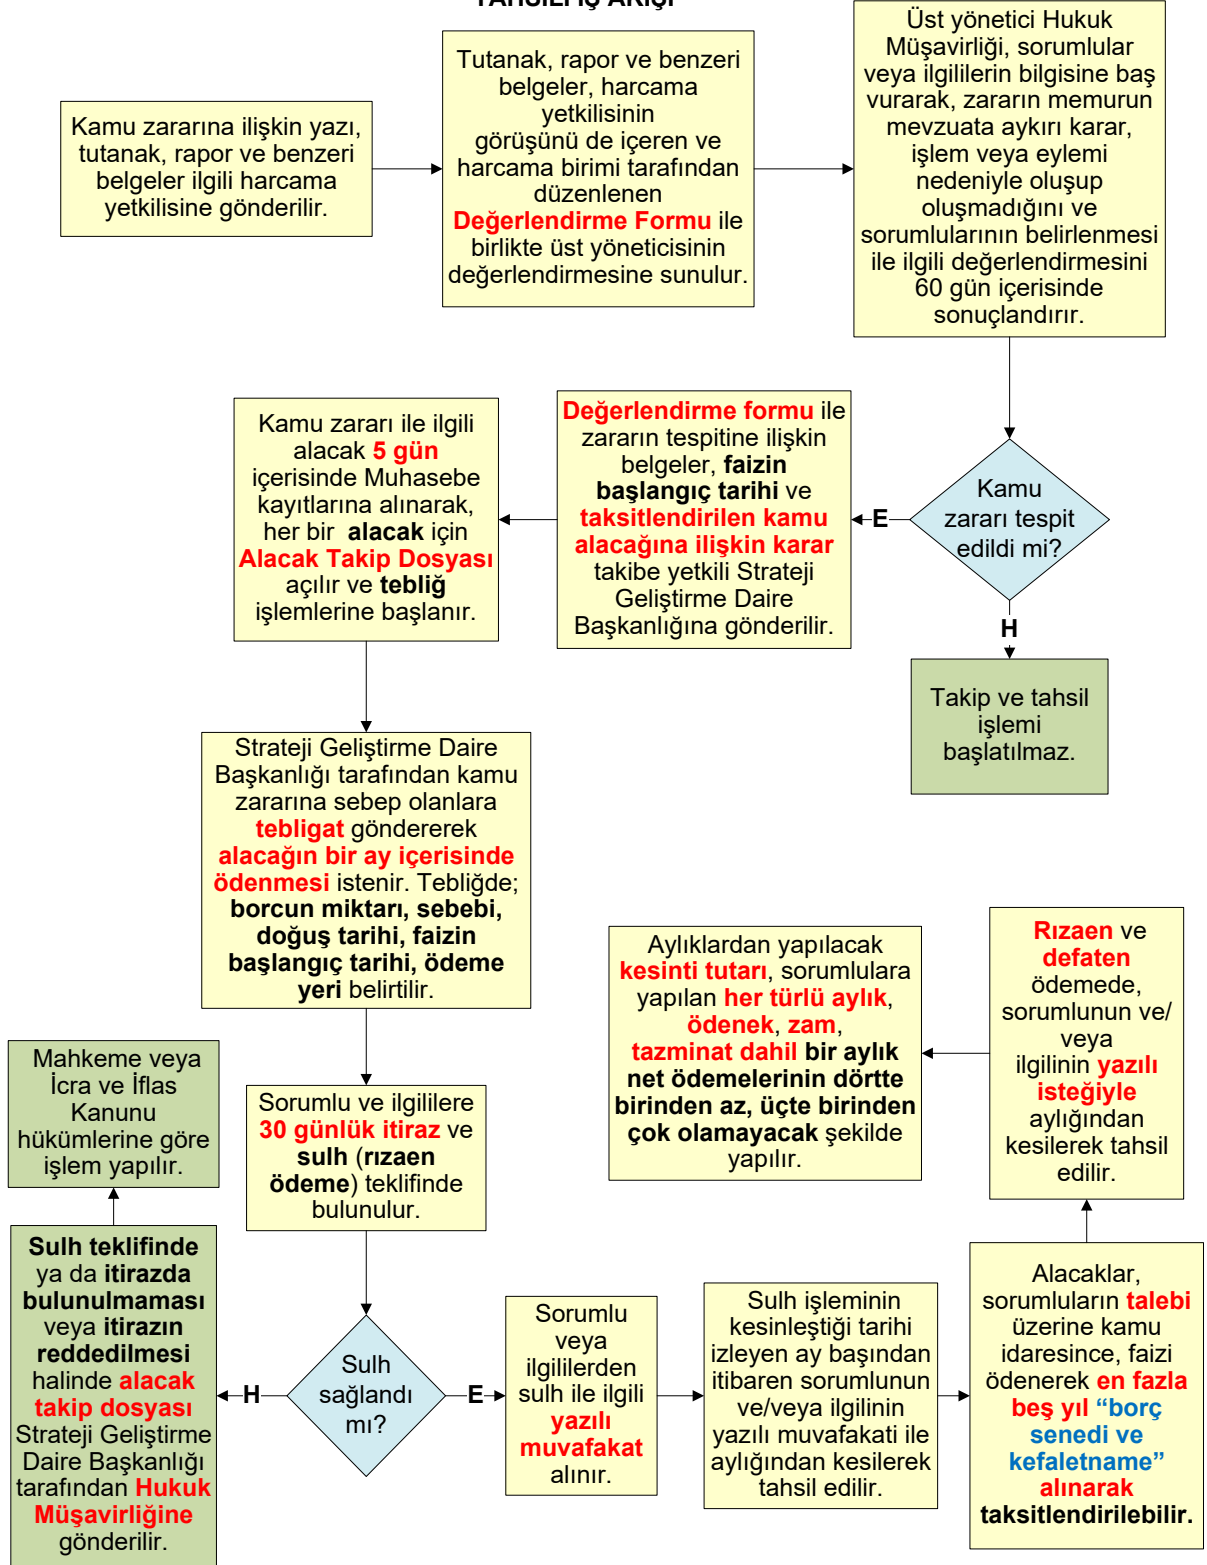 TAHSİL İŞ AKIŞI
Kamu zararına ilişkin yazı,
tutanak, rapor ve benzeri
belgeler ilgili harcama
yetkilisine gönderilir.
Tutanak, rapor ve benzeri
belgeler, harcama
yetkilisinin
görüşünü de içeren ve
harcama birimi tarafından
düzenlenen
Değerlendirme Formu ile
birlikte üst yöneticisinin
değerlendirmesine sunulur.
Üst yönetici Hukuk
Müşavirliği, sorumlular
veya ilgililerin bilgisine baş
vurarak, zararın memurun
mevzuata aykırı karar,
işlem veya eylemi
nedeniyle oluşup
oluşmadığını ve
sorumlularının belirlenmesi
ile ilgili değerlendirmesini
60 gün içerisinde
sonuçlandırır.
Kamu
zararı tespit
edildi mi?
E
H
Takip ve tahsil
işlemi
başlatılmaz.
Değerlendirme formu ile
zararın tespitine ilişkin
belgeler, faizin
başlangıç tarihi ve
taksitlendirilen kamu
alacağına ilişkin karar
takibe yetkili Strateji
Geliştirme Daire
Başkanlığına gönderilir.
Kamu zararı ile ilgili
alacak 5 gün
içerisinde Muhasebe
kayıtlarına alınarak,
her bir alacak için
Alacak Takip Dosyası
açılır ve tebliğ
işlemlerine başlanır.
Strateji Geliştirme Daire
Başkanlığı tarafından kamu
zararına sebep olanlara
tebligat göndererek
alacağın bir ay içerisinde
ödenmesi istenir. Tebliğde;
borcun miktarı, sebebi,
doğuş tarihi, faizin
başlangıç tarihi, ödeme
yeri belirtilir.
Sorumlu ve ilgililere
30 günlük itiraz ve
sulh (rızaen
ödeme) teklifinde
bulunulur.
Sulh
sağlandı
mı?
H
E
Sulh teklifinde
ya da itirazda
bulunulmaması
veya itirazın
reddedilmesi
halinde alacak
takip dosyası
Strateji Geliştirme
Daire Başkanlığı
tarafından Hukuk
Müşavirliğine
gönderilir.
Mahkeme veya
İcra ve İflas
Kanunu
hükümlerine göre
işlem yapılır.
Sorumlu
veya
ilgililerden
sulh ile ilgili
yazılı
muvafakat
alınır.
Sulh işleminin
kesinleştiği tarihi
izleyen ay başından
itibaren sorumlunun
ve/veya ilgilinin
yazılı muvafakati ile
aylığından kesilerek
tahsil edilir.
Alacaklar,
sorumluların talebi
üzerine kamu
idaresince, faizi
ödenerek en fazla
beş yıl “borç
senedi ve
kefaletname”
alınarak
taksitlendirilebilir.
Rızaen ve
defaten
ödemede,
sorumlunun ve/
veya
ilgilinin yazılı
isteğiyle
aylığından
kesilerek tahsil
edilir.
Aylıklardan yapılacak
kesinti tutarı, sorumlulara
yapılan her türlü aylık,
ödenek, zam,
tazminat dahil bir aylık
net ödemelerinin dörtte
birinden az, üçte birinden
çok olamayacak şekilde
yapılır.